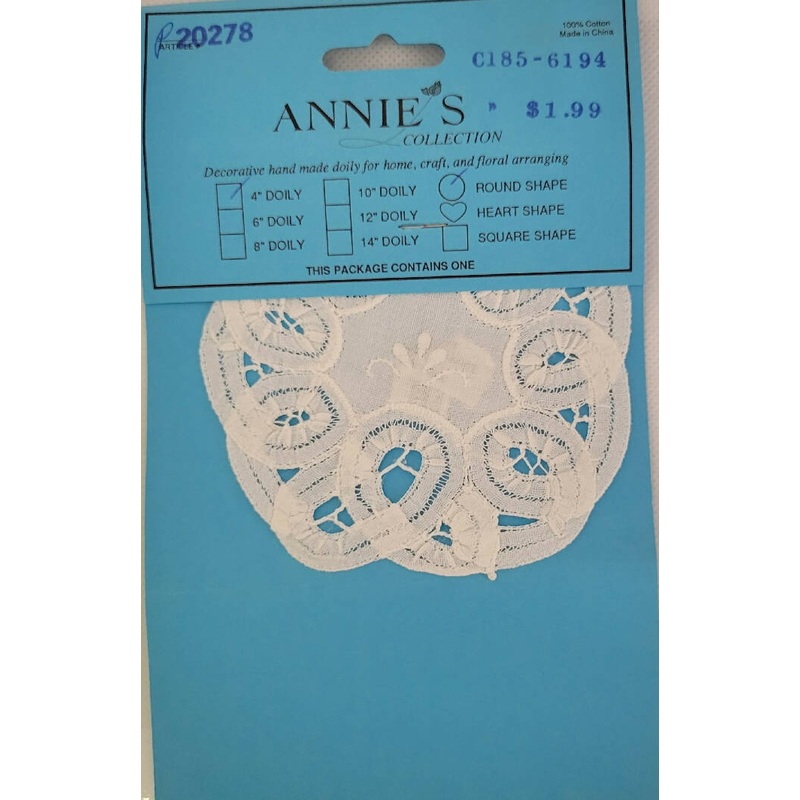 P20278
ARTICLE #
100% Cotton
Made in China
C185-6194
ANNIE'S
$1.99
COLLECTION
Decorative hand made doily for home, craft, and floral arranging
4" DOILY 10" DOILY ROUND SHAPE
6" DOILY 12" DOILY HEART SHAPE
8" DOILY 14" DOILY SQUARE SHAPE
THIS PACKAGE CONTAINS ONE